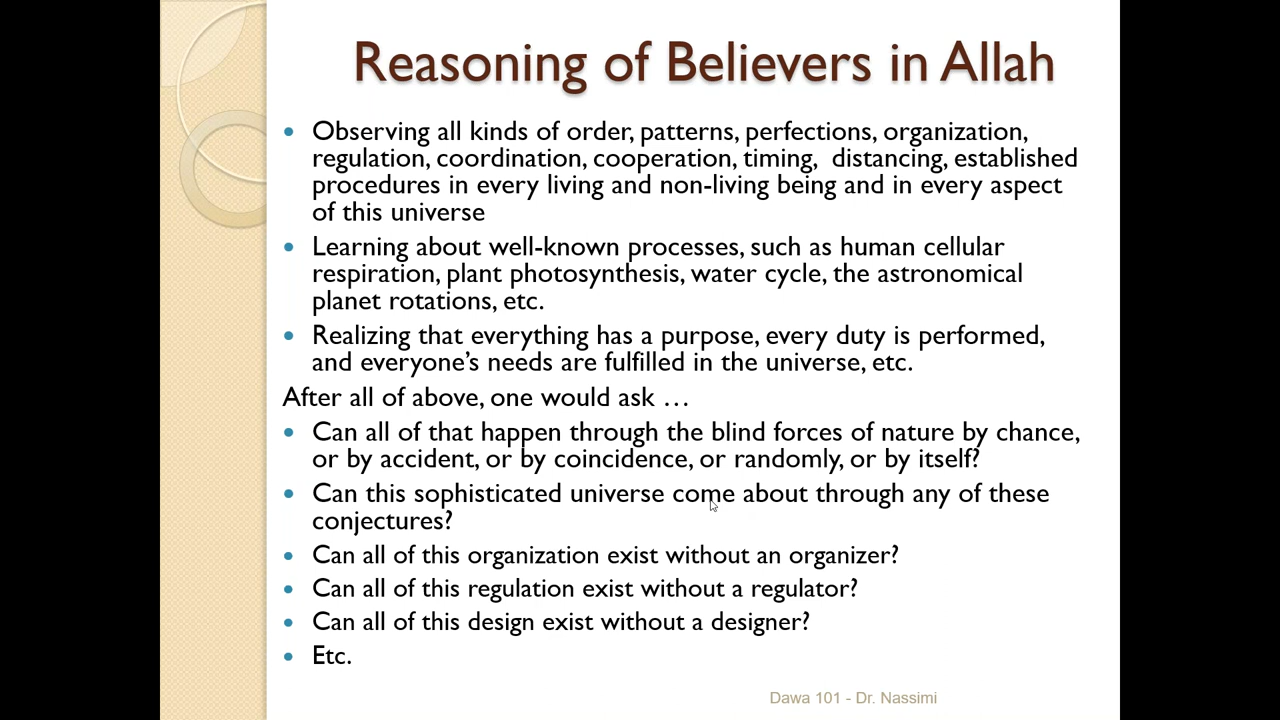 Reasoning of Believers in Allah
• Observing all kinds of order, patterns, perfections, organization,
regulation, coordination, cooperation, timing, distancing, established
procedures in every living and non-living being and in every aspect
of this universe
• Learning about well-known processes, such as human cellular
respiration, plant photosynthesis, water cycle, the astronomical
planet rotations, etc.
• Realizing that everything has a purpose, every duty is performed,
and everyone's needs are fulfilled in the universe, etc.
After all of above, one would ask …
• Can all of that happen through the blind forces of nature by chance,
or by accident, or by coincidence, or randomly, or by itself?
• Can this sophisticated universe come about through any of these
conjectures?
• Can all of this organization exist without an organizer?
• Can all of this regulation exist without a regulator?
• Can all of this design exist without a designer?
• Etc.
Dawa 101 - Dr. Nassimi